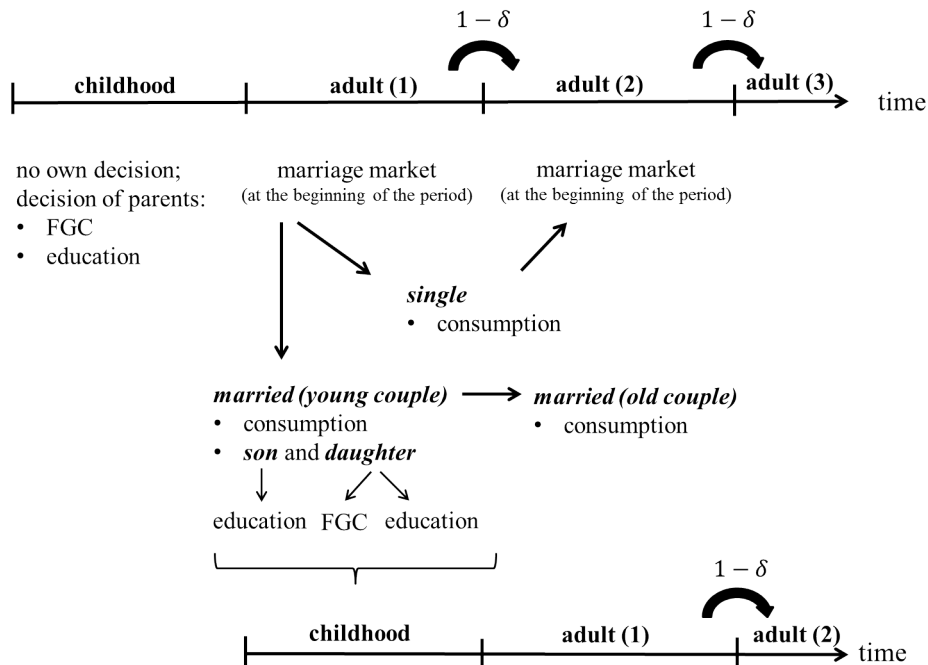 1 − δ 1 − δ
childhood adult (1) adult (2) adult (3)
time
no own decision; marriage market marriage market
decision of parents: (at the beginning of the period) (at the beginning of the period)
• FGC
• education
single
• consumption
married (young couple) married (old couple)
• consumption • consumption
• son and daughter
education FGC education
1 − δ
childhood adult (1) adult (2)
time